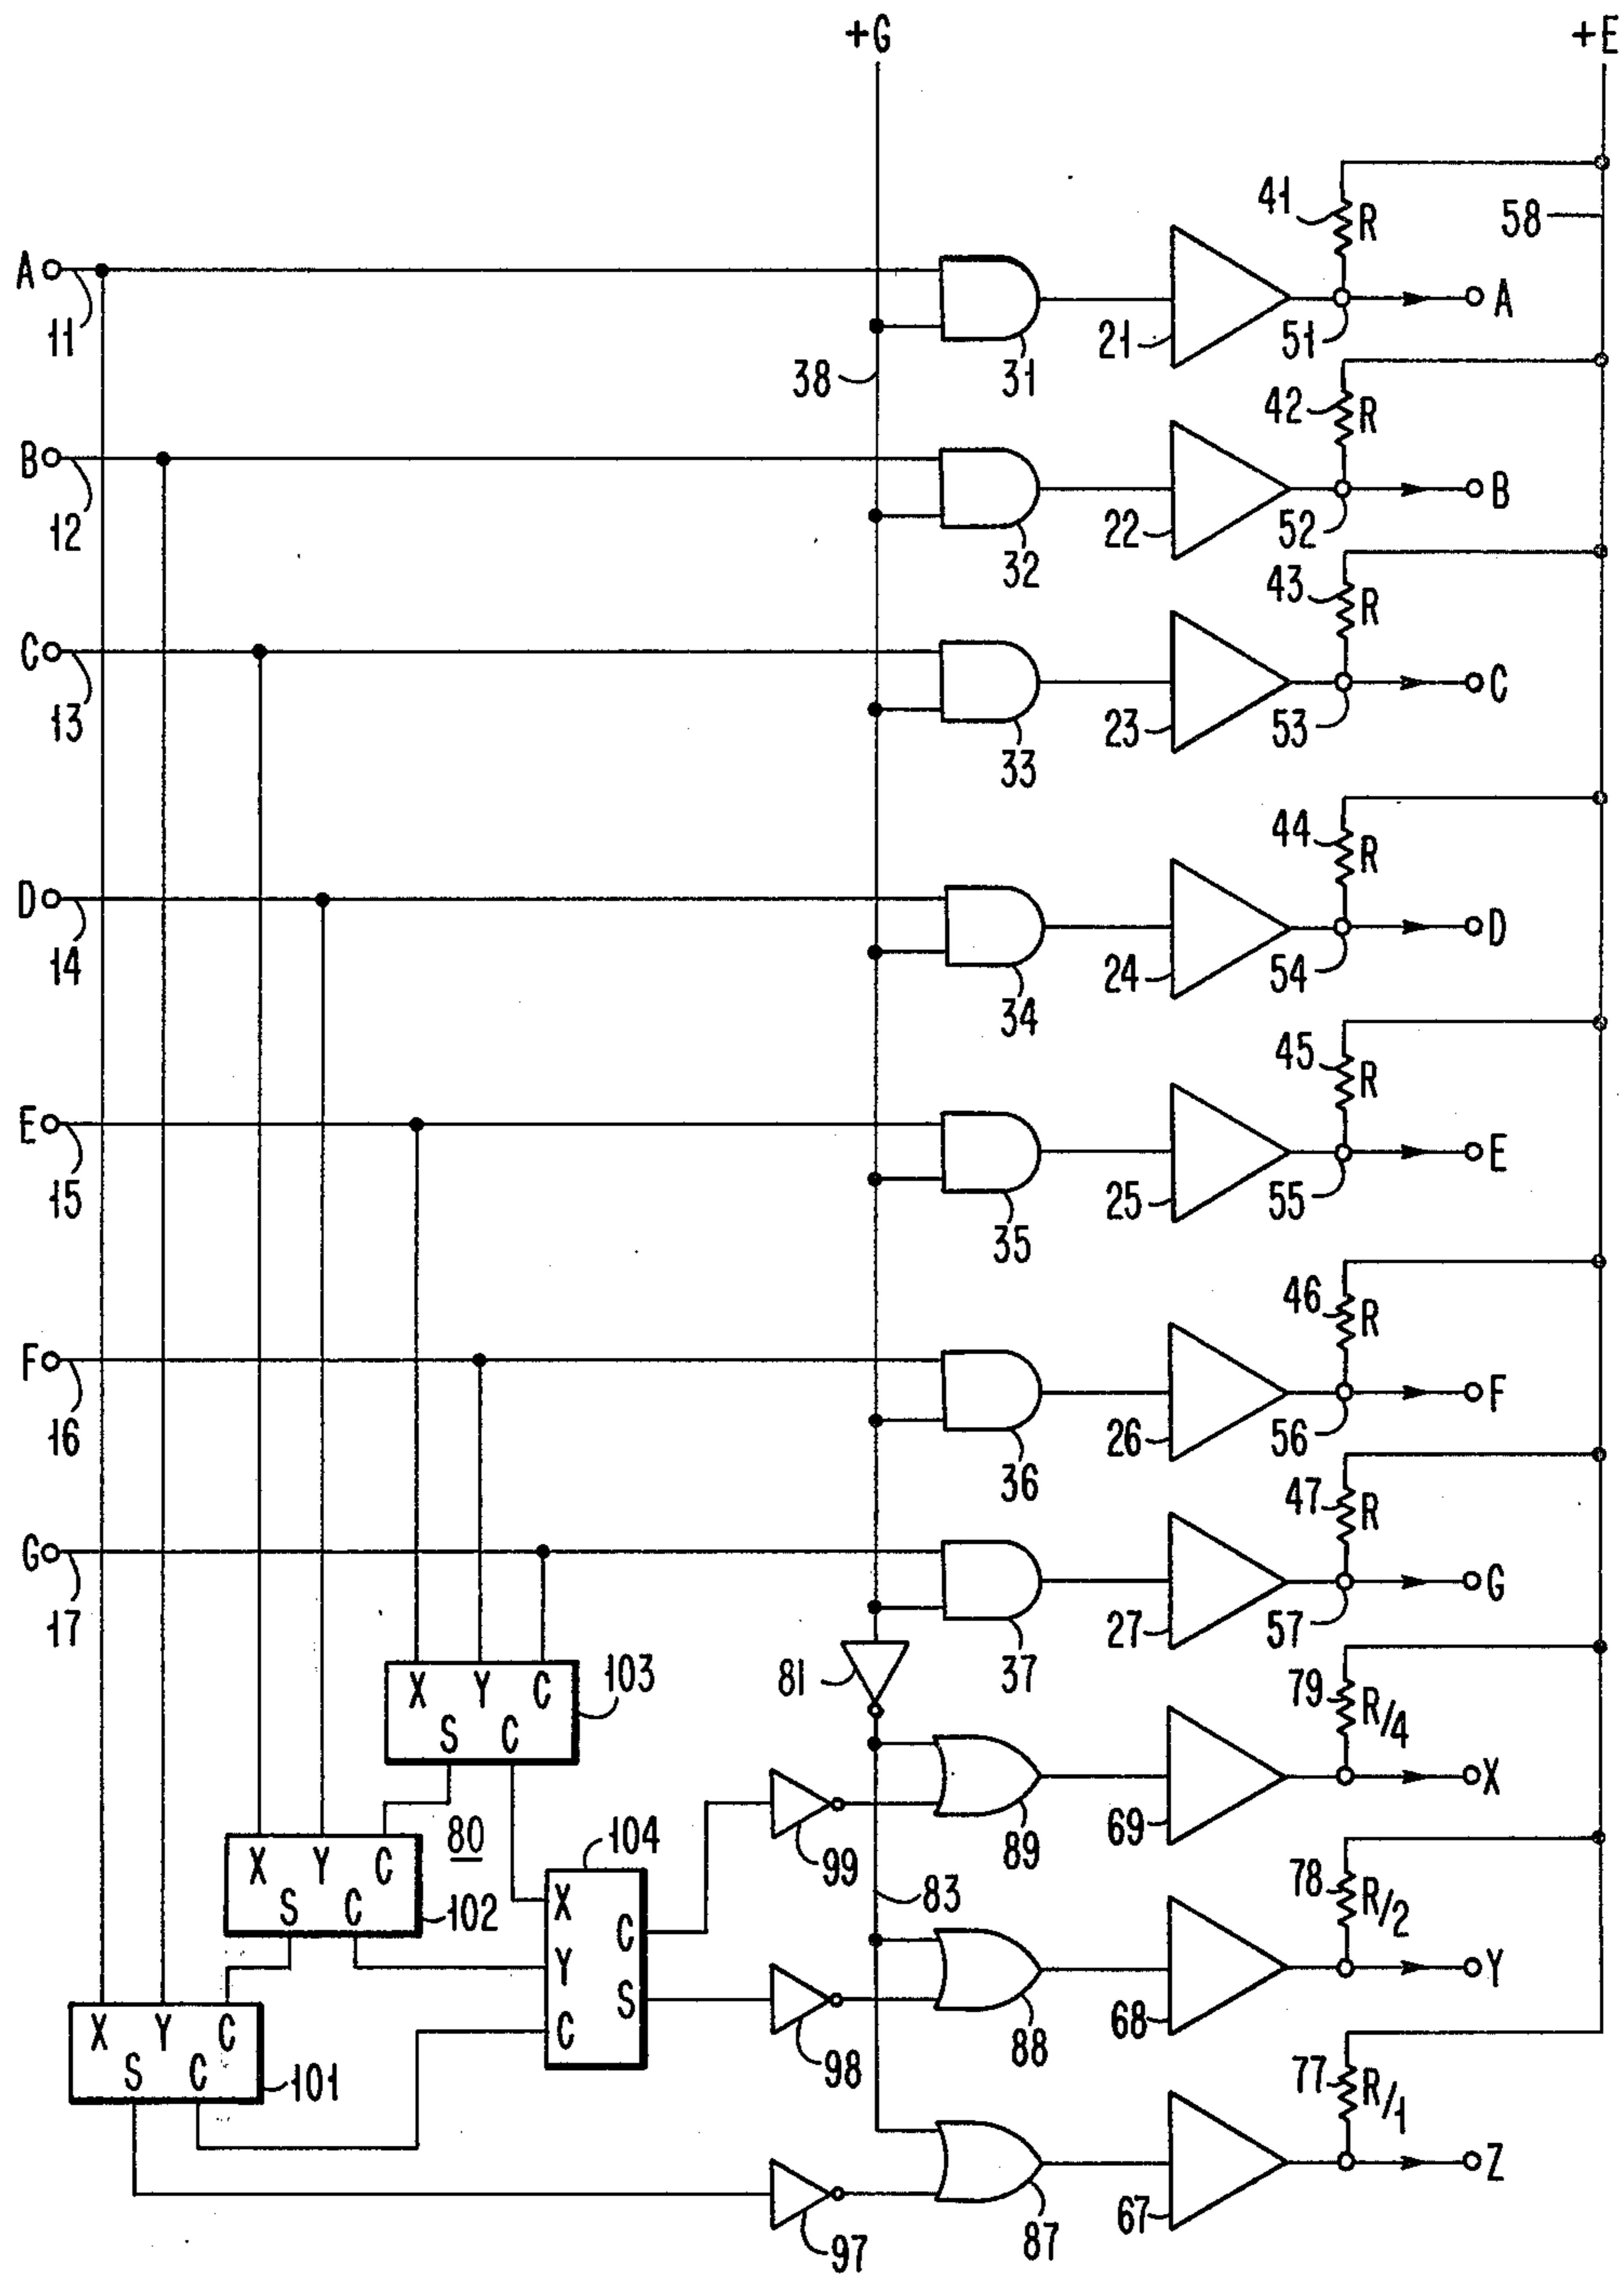 +G +E
41 R 58
A A
11 21 51
38 31
42 R
B B
12 22 52
32
43 R
C C
13 23 53
33
44 R
D D
14 24 54
34
45 R
E E
15 25 55
35
46 R
F F
16 26 56
36
47 R
G G
17 27 57
37
103 81 79 R/4
X Y C
S C
X
80 104 69
99 89
X Y C X 78 R/2
S C 102 C 83
Y Y
S
X Y C C 68
S C 101 98 88 77 R/1
Z
67
97 87